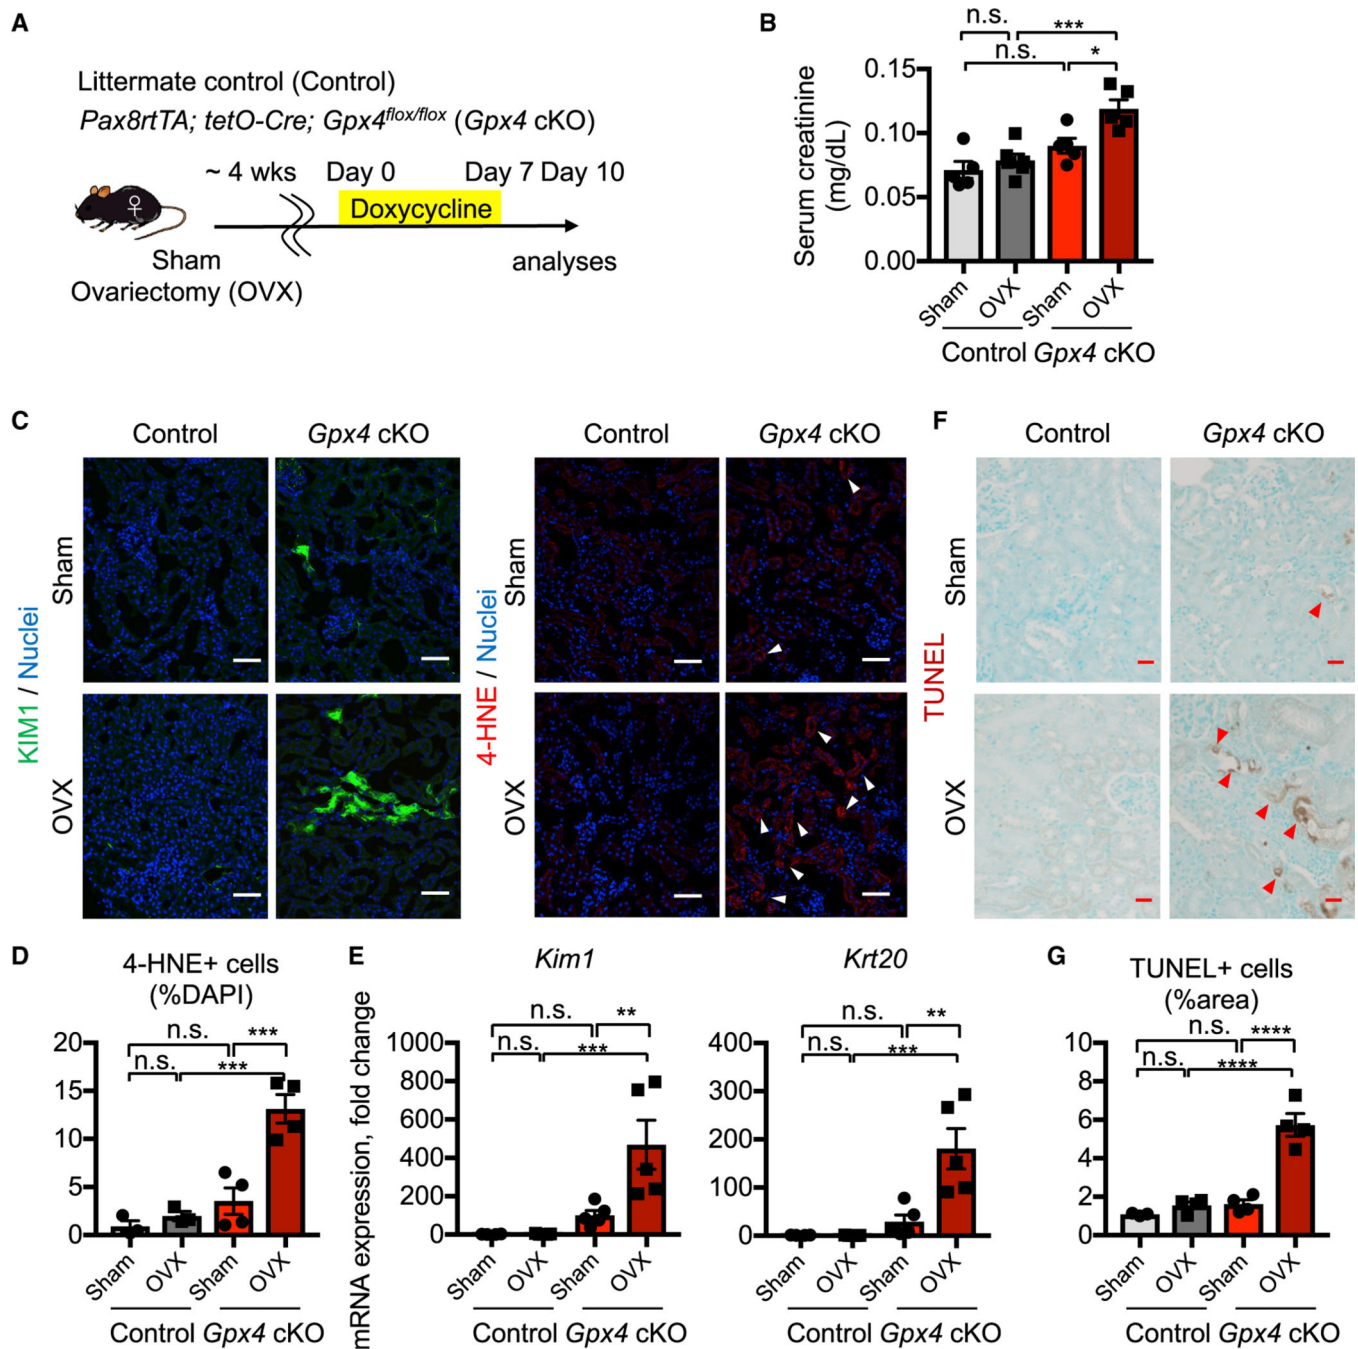 A
Littermate control (Control)
Pax8rtTA; tetO-Cre; Gpx4flox/flox (Gpx4 cKO)
~ 4 wks
Day 0
Day 7 Day 10
♀
Doxycycline
Sham
Ovariectomy (OVX)
analyses
B
n.s.
***
n.s.
*
Serum creatinine
(mg/dL)
0.15
0.10
0.05
0.00
Sham
OVX
Sham
OVX
Control Gpx4 cKO
C
Control
Gpx4 cKO
KIM1 / Nuclei
Sham
OVX
Control
Gpx4 cKO
4-HNE / Nuclei
Sham
OVX
F
Control
Gpx4 cKO
TUNEL
Sham
OVX
D
4-HNE+ cells
(%DAPI)
n.s.
***
n.s.
***
20
15
10
5
0
Sham
OVX
Sham
OVX
Control Gpx4 cKO
E
mRNA expression, fold change
Kim1
n.s.
**
n.s.
***
1000
800
600
400
200
0
Sham
OVX
Sham
OVX
Control Gpx4 cKO
Krt20
n.s.
**
n.s.
***
400
300
200
100
0
Sham
OVX
Sham
OVX
Control Gpx4 cKO
G
TUNEL+ cells
(%area)
n.s.
****
n.s.
****
10
8
6
4
2
0
Sham
OVX
Sham
OVX
Control Gpx4 cKO